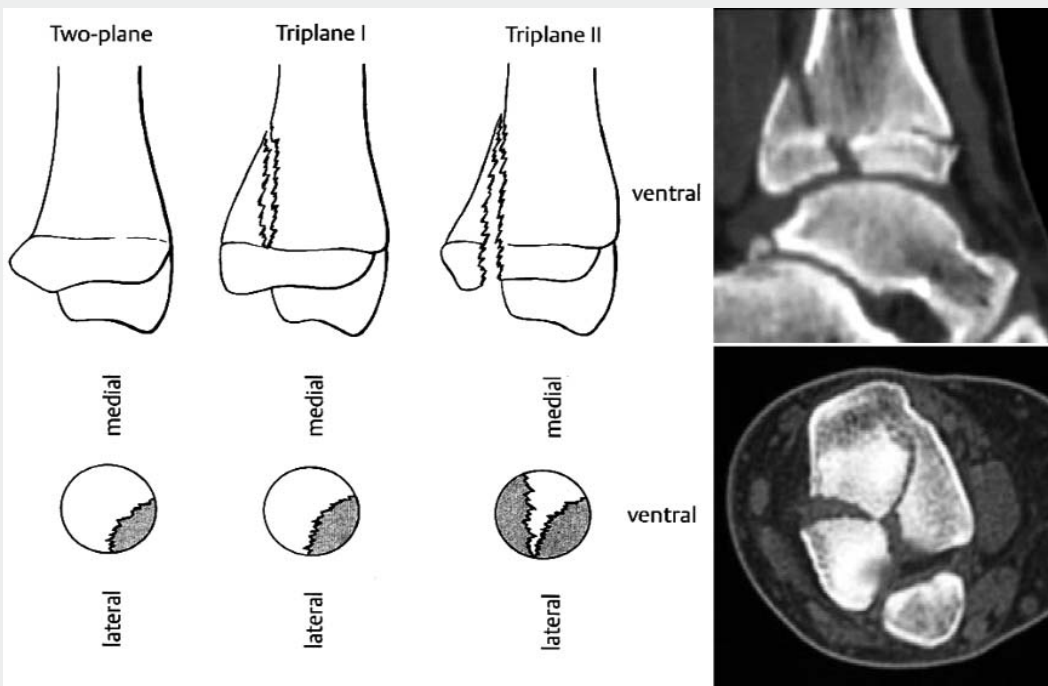 Two-plane
Triplane I
Triplane II
ventral
medial
medial
medial
ventral
lateral
lateral
lateral